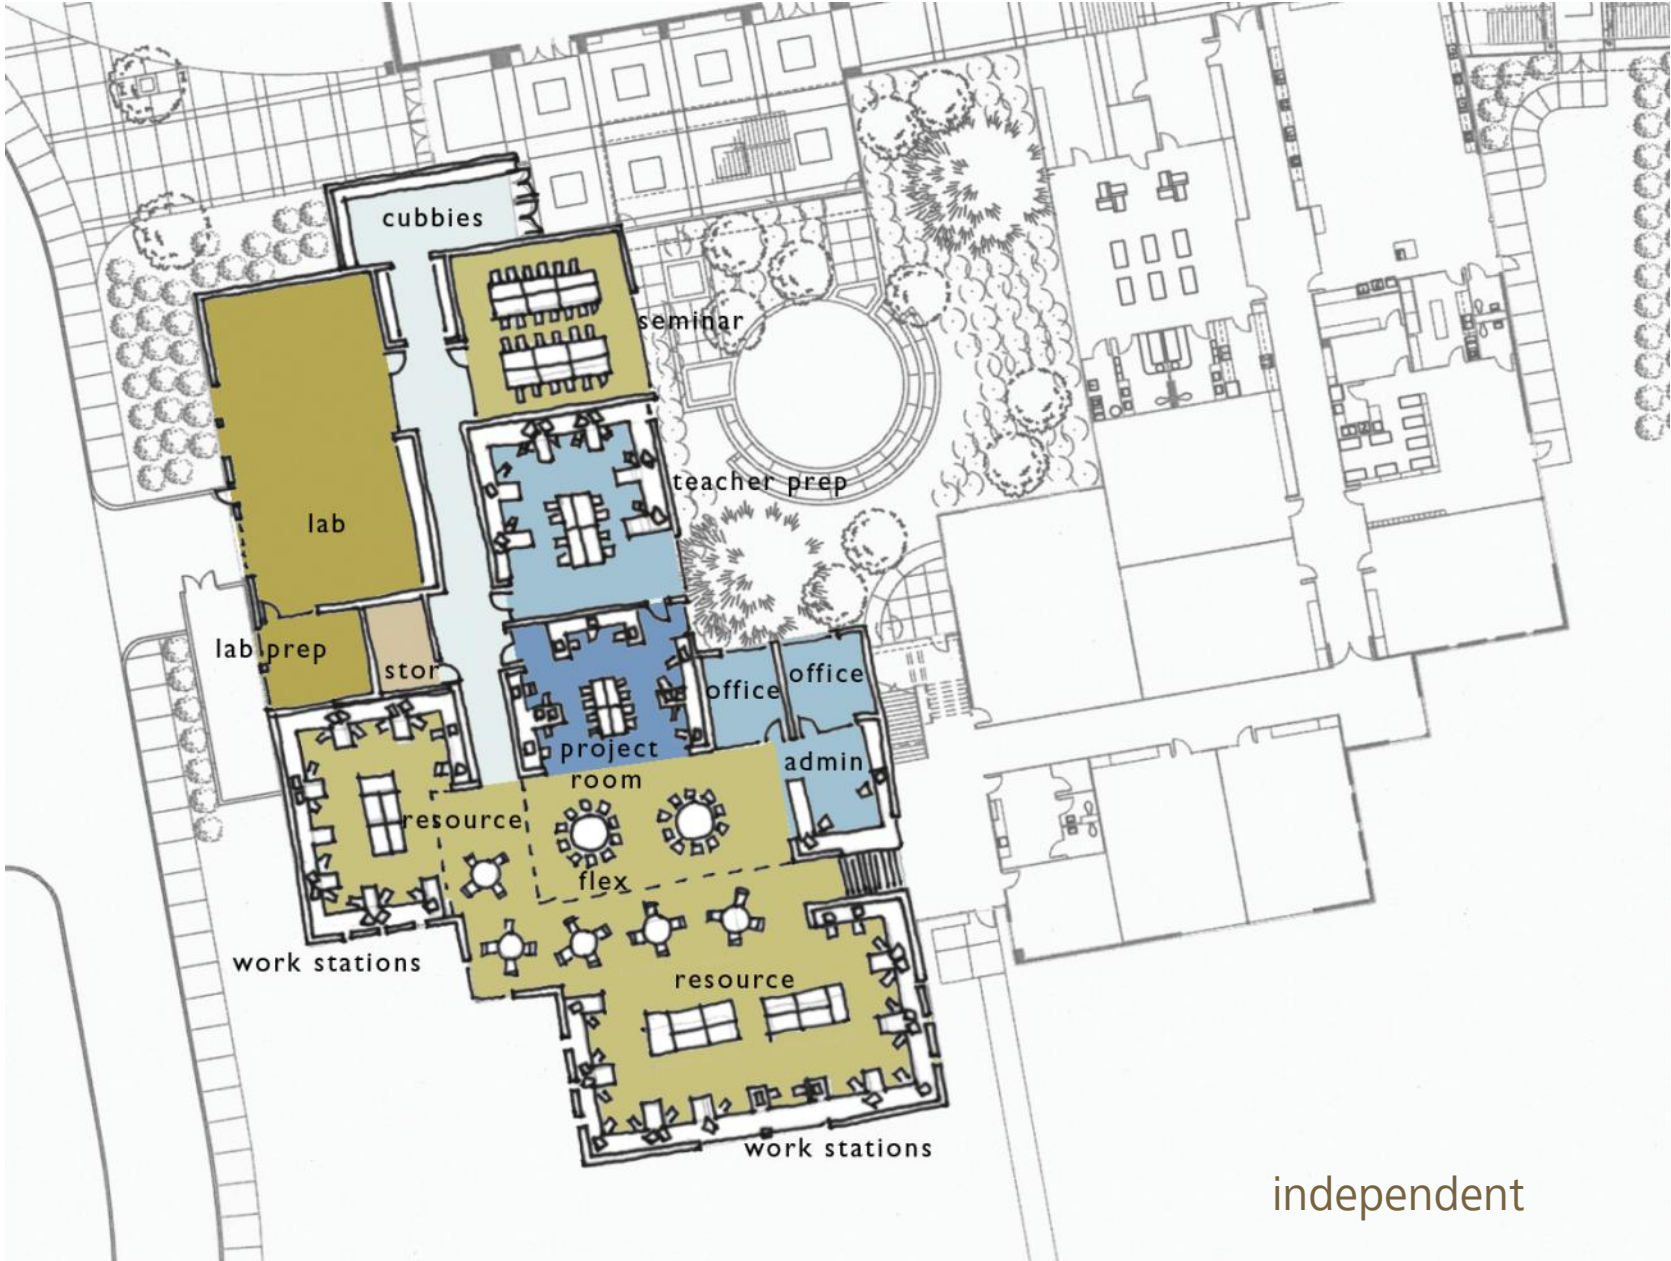 cubbies
seminar
teacher prep
lab
lab prep
stor
office
office
project
room
admin
resource
flex
work stations
resource
work stations
independent